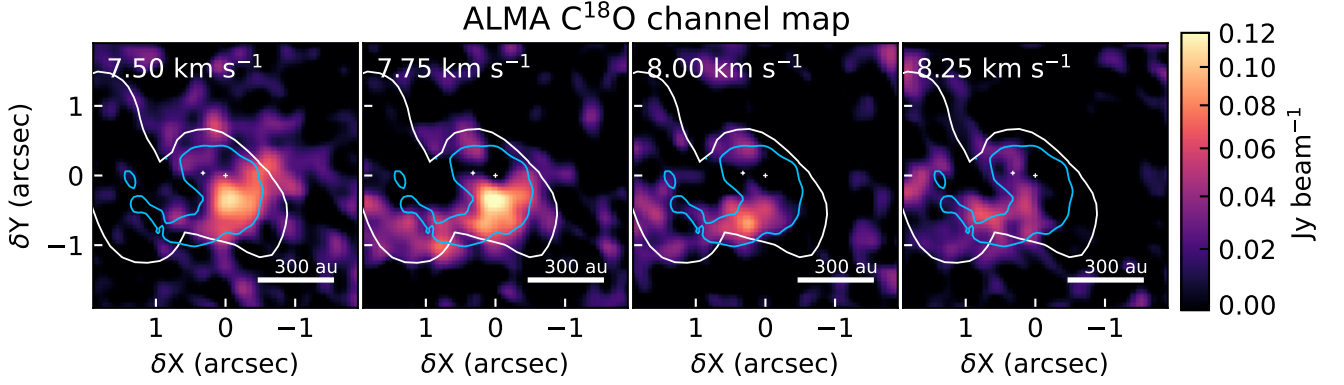 ALMA C¹⁸O channel map
7.50 km s⁻¹
7.75 km s⁻¹
8.00 km s⁻¹
8.25 km s⁻¹
300 au
300 au
300 au
300 au
δY (arcsec)
1
0
−1
1 0 −1
1 0 −1
1 0 −1
1 0 −1
δX (arcsec)
δX (arcsec)
δX (arcsec)
δX (arcsec)
0.12
0.10
0.08
0.06
0.04
0.02
0.00
Jy beam⁻¹